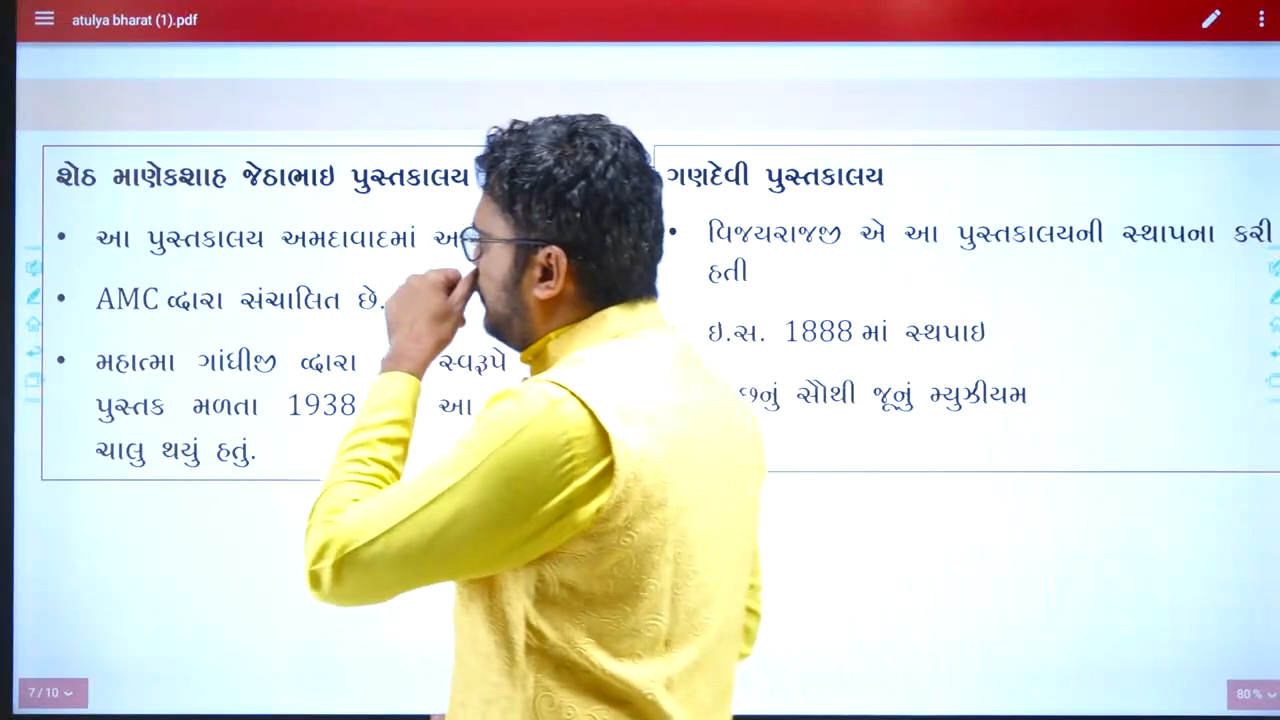 atulya bharat (1).pdf
શેઠ માણેકશાહ જેઠાભાઇ પુસ્તકાલય
આ પુસ્તકાલય અમદાવાદમાં
AMC વ્દારા સંચાલિત છે.
મહાત્મા ગાંધીજી વ્દારા સ્વરૂપે
પુસ્તક મળતા 1938 આ
ચાલુ થયું હતું.
ગણદેવી પુસ્તકાલય
વિજયરાજજી એ આ પુસ્તકાલયની સ્થાપના કરી
હતી
ઇ.સ. 1888 માં સ્થપાઇ
સૌથી જૂનું મ્યુઝીયમ
7 / 10
80 %